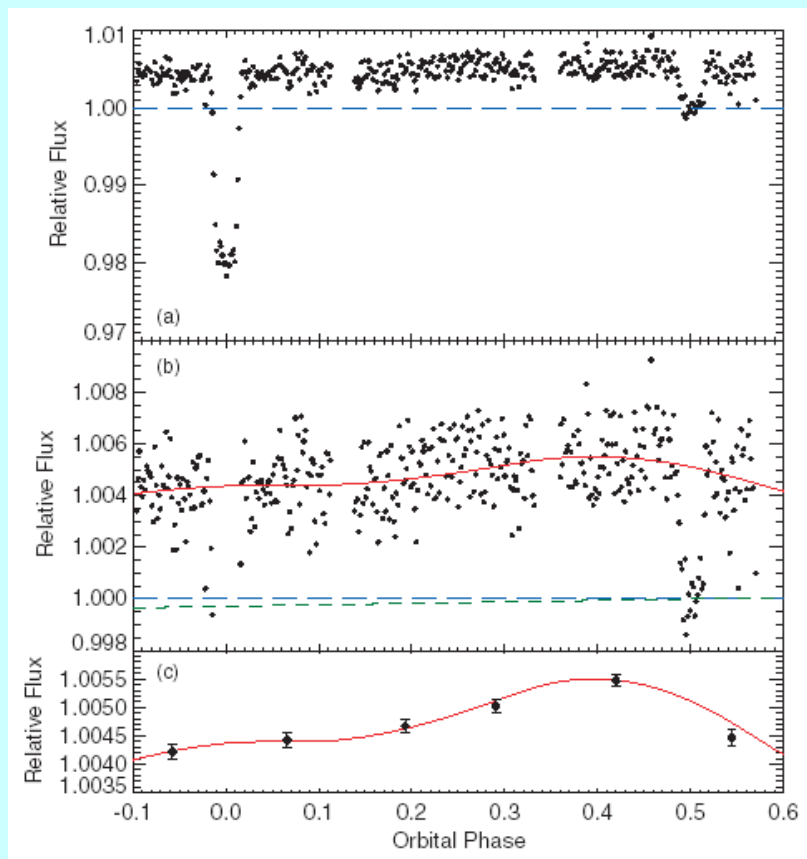 1.01
1.00
0.99
0.98
0.97
Relative Flux
(a)
(b)
1.008
1.006
1.004
1.002
1.000
0.998
Relative Flux
(c)
1.0055
1.0050
1.0045
1.0040
1.0035
Relative Flux
-0.1 0.0 0.1 0.2 0.3 0.4 0.5 0.6
Orbital Phase